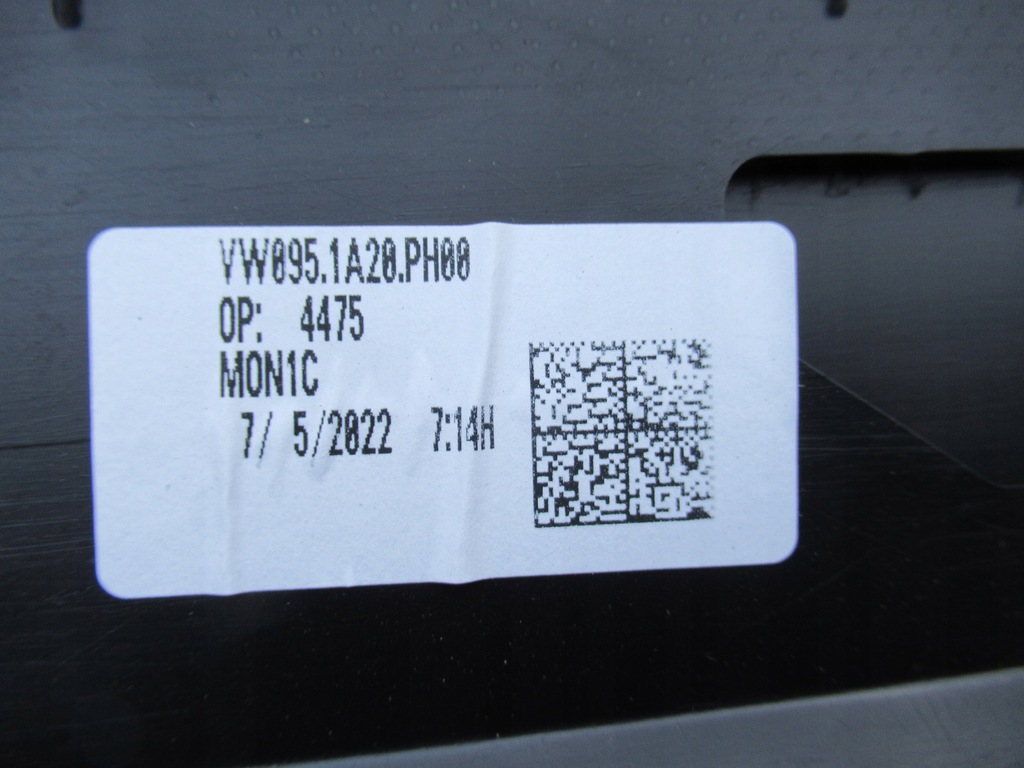 VW095.1A20.PH00
OP: 4475
MON1C
7/ 5/2022 7:14H